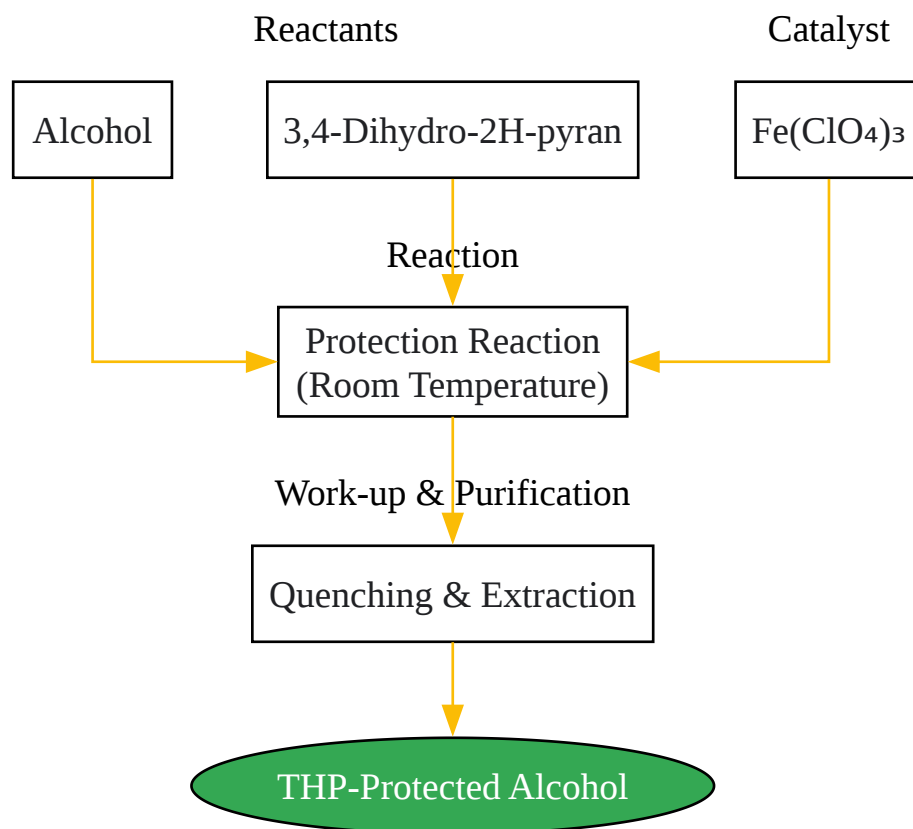 Reactants
Catalyst
Alcohol
3,4-Dihydro-2H-pyran
Fe(ClO₄)₃
Reaction
Protection Reaction
(Room Temperature)
Work-up & Purification
Quenching & Extraction
THP-Protected Alcohol